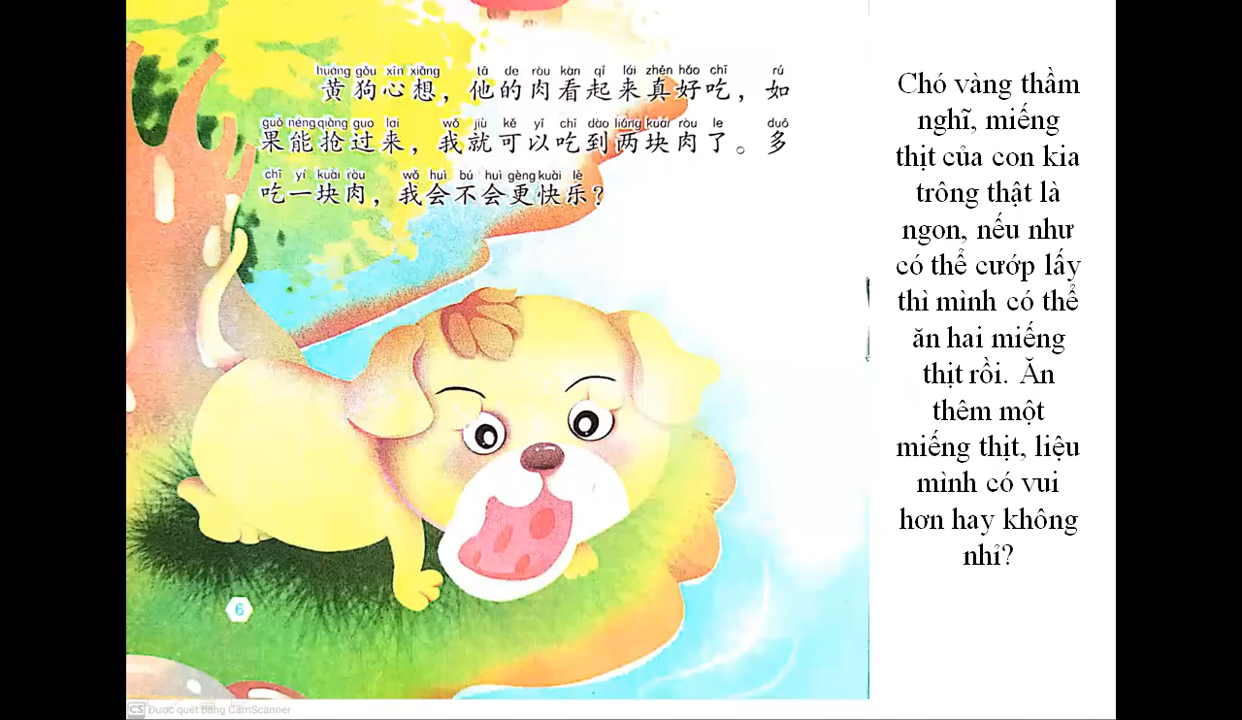 huáng gǒu xīn xiǎng tā de ròu kàn qǐ lái zhēn hǎo chī rú
黄狗心想，他的肉看起来真好吃，如
guǒ néng qiǎng guo lai wǒ jiù kě yǐ chī dào liǎng kuài ròu le duō
果能抢过来，我就可以吃到两块肉了。多
chī yí kuài ròu wǒ huì bú huì gèng kuài lè
吃一块肉，我会不会更快乐？
6
CS Được quét bằng CamScanner
Chó vàng thầm
nghĩ, miếng
thịt của con kia
trông thật là
ngon, nếu như
có thể cướp lấy
thì mình có thể
ăn hai miếng
thịt rồi. Ăn
thêm một
miếng thịt, liệu
mình có vui
hơn hay không
nhỉ?